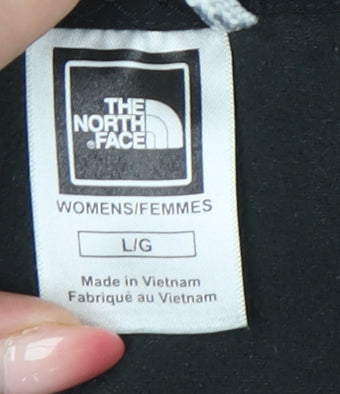 THE
NORTH
®FACE
WOMENS/FEMMES
L/G
Made in Vietnam
Fabriqué au Vietnam